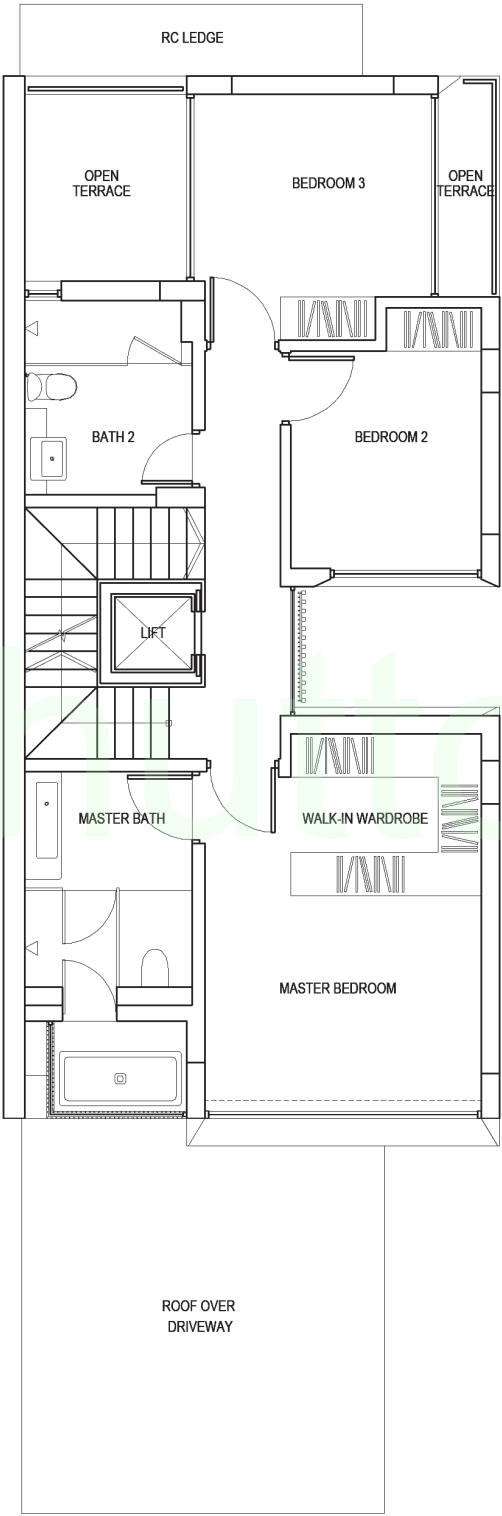 RC LEDGE
OPEN
TERRACE
BEDROOM 3
OPEN
TERRACE
BATH 2
BEDROOM 2
LIFT
MASTER BATH
WALK-IN WARDROBE
MASTER BEDROOM
ROOF OVER
DRIVEWAY